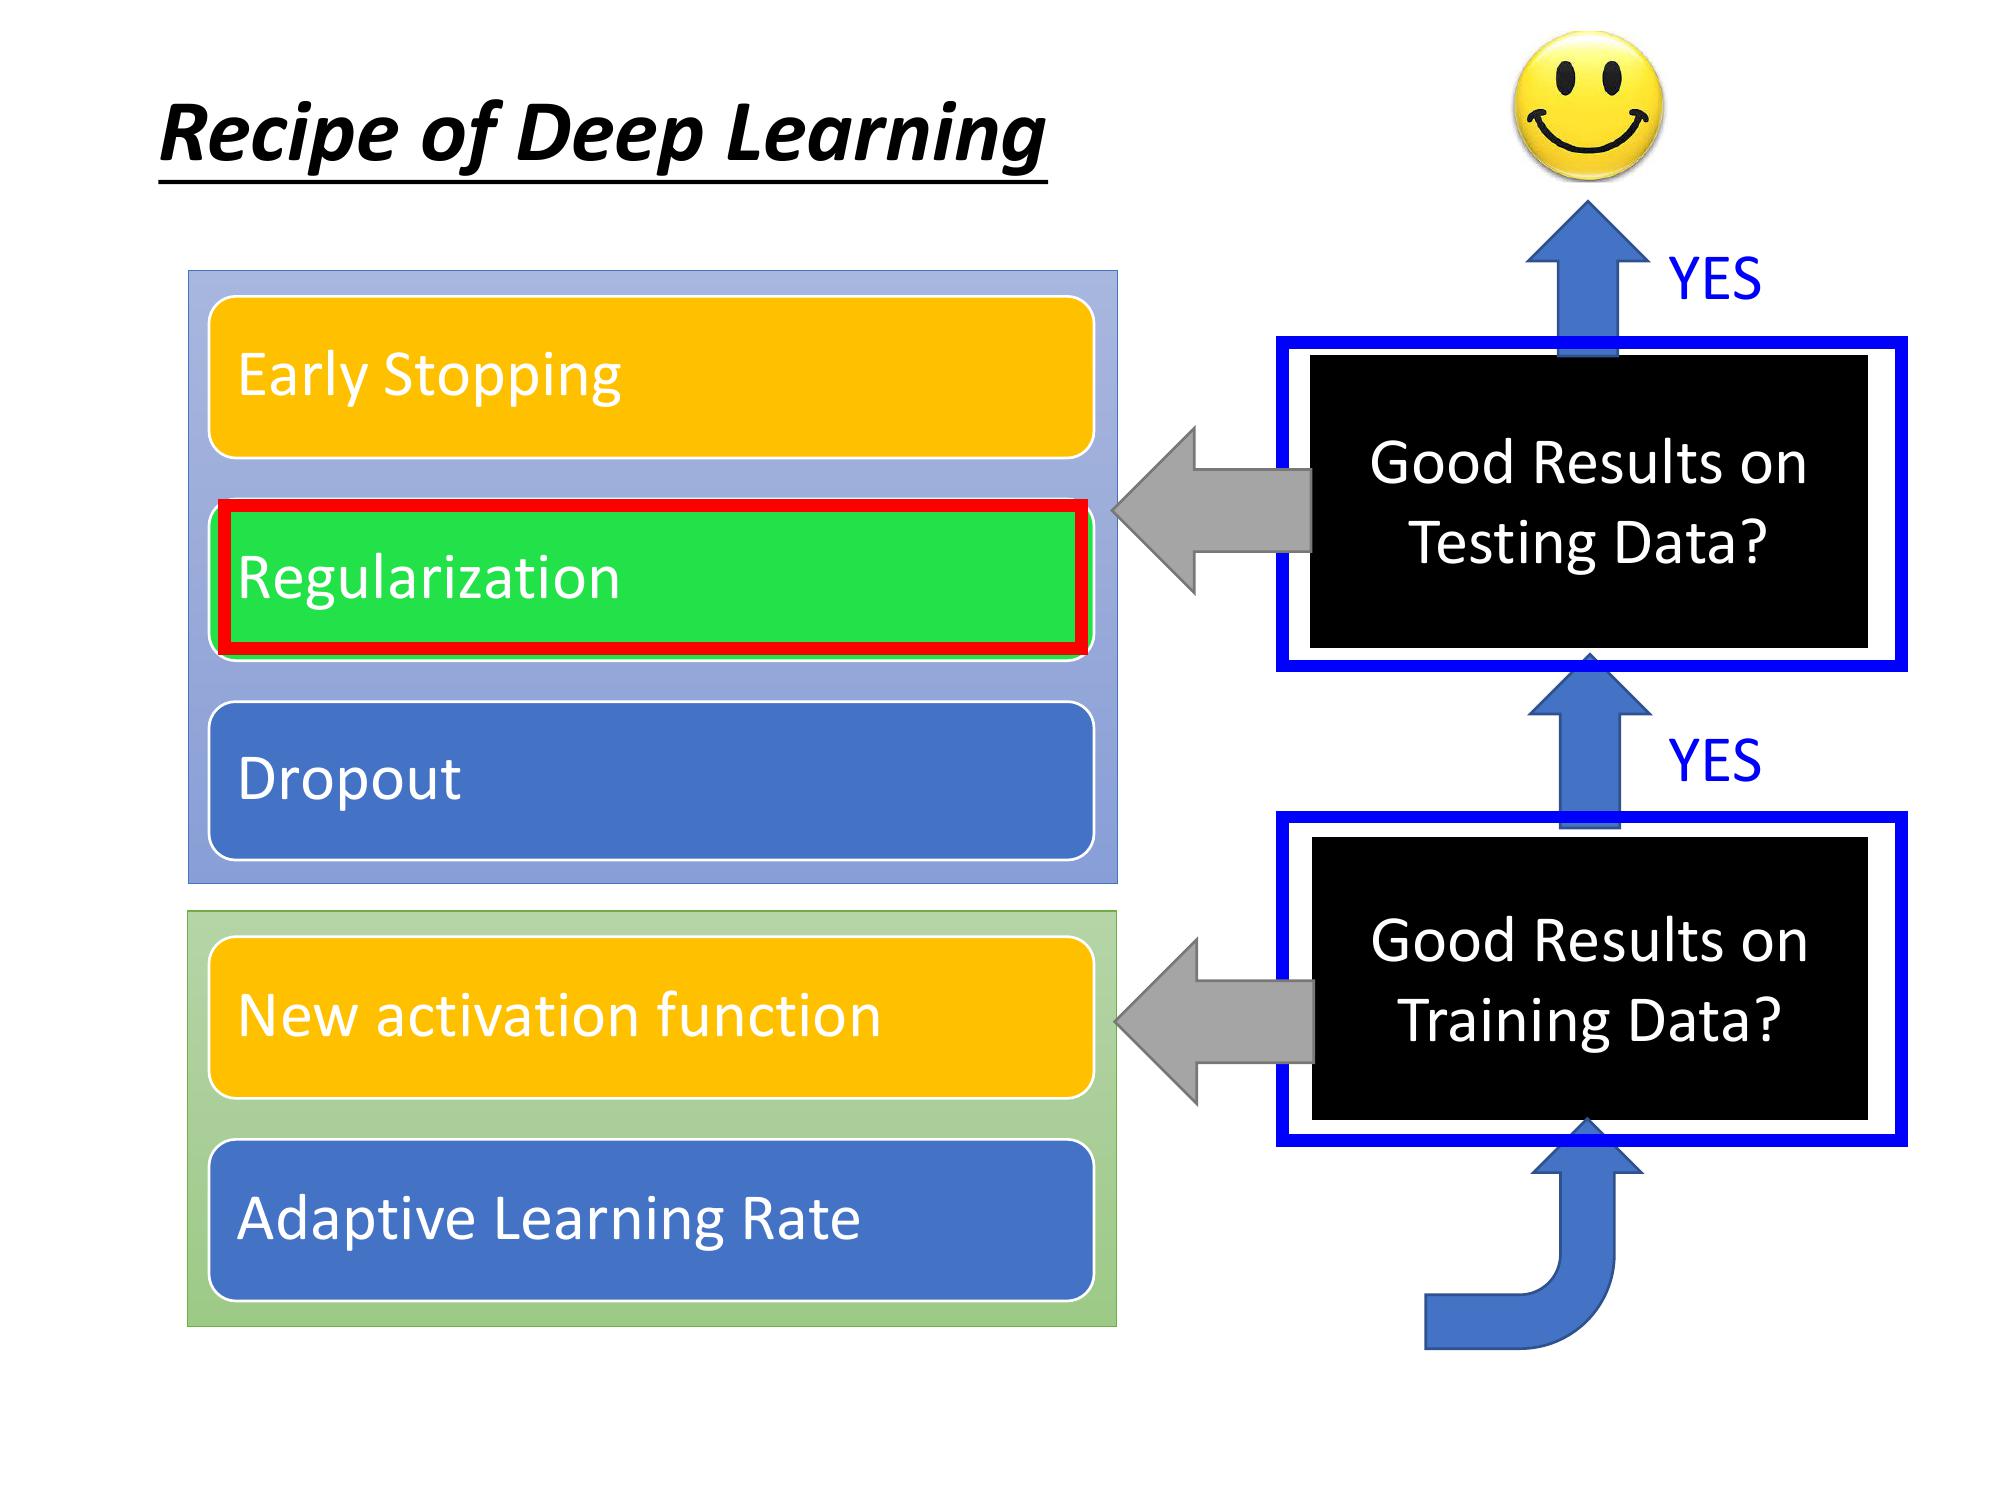 Recipe of Deep Learning
YES
Early Stopping
Regularization
Dropout
Good Results on
Testing Data?
YES
New activation function
Adaptive Learning Rate
Good Results on
Training Data?